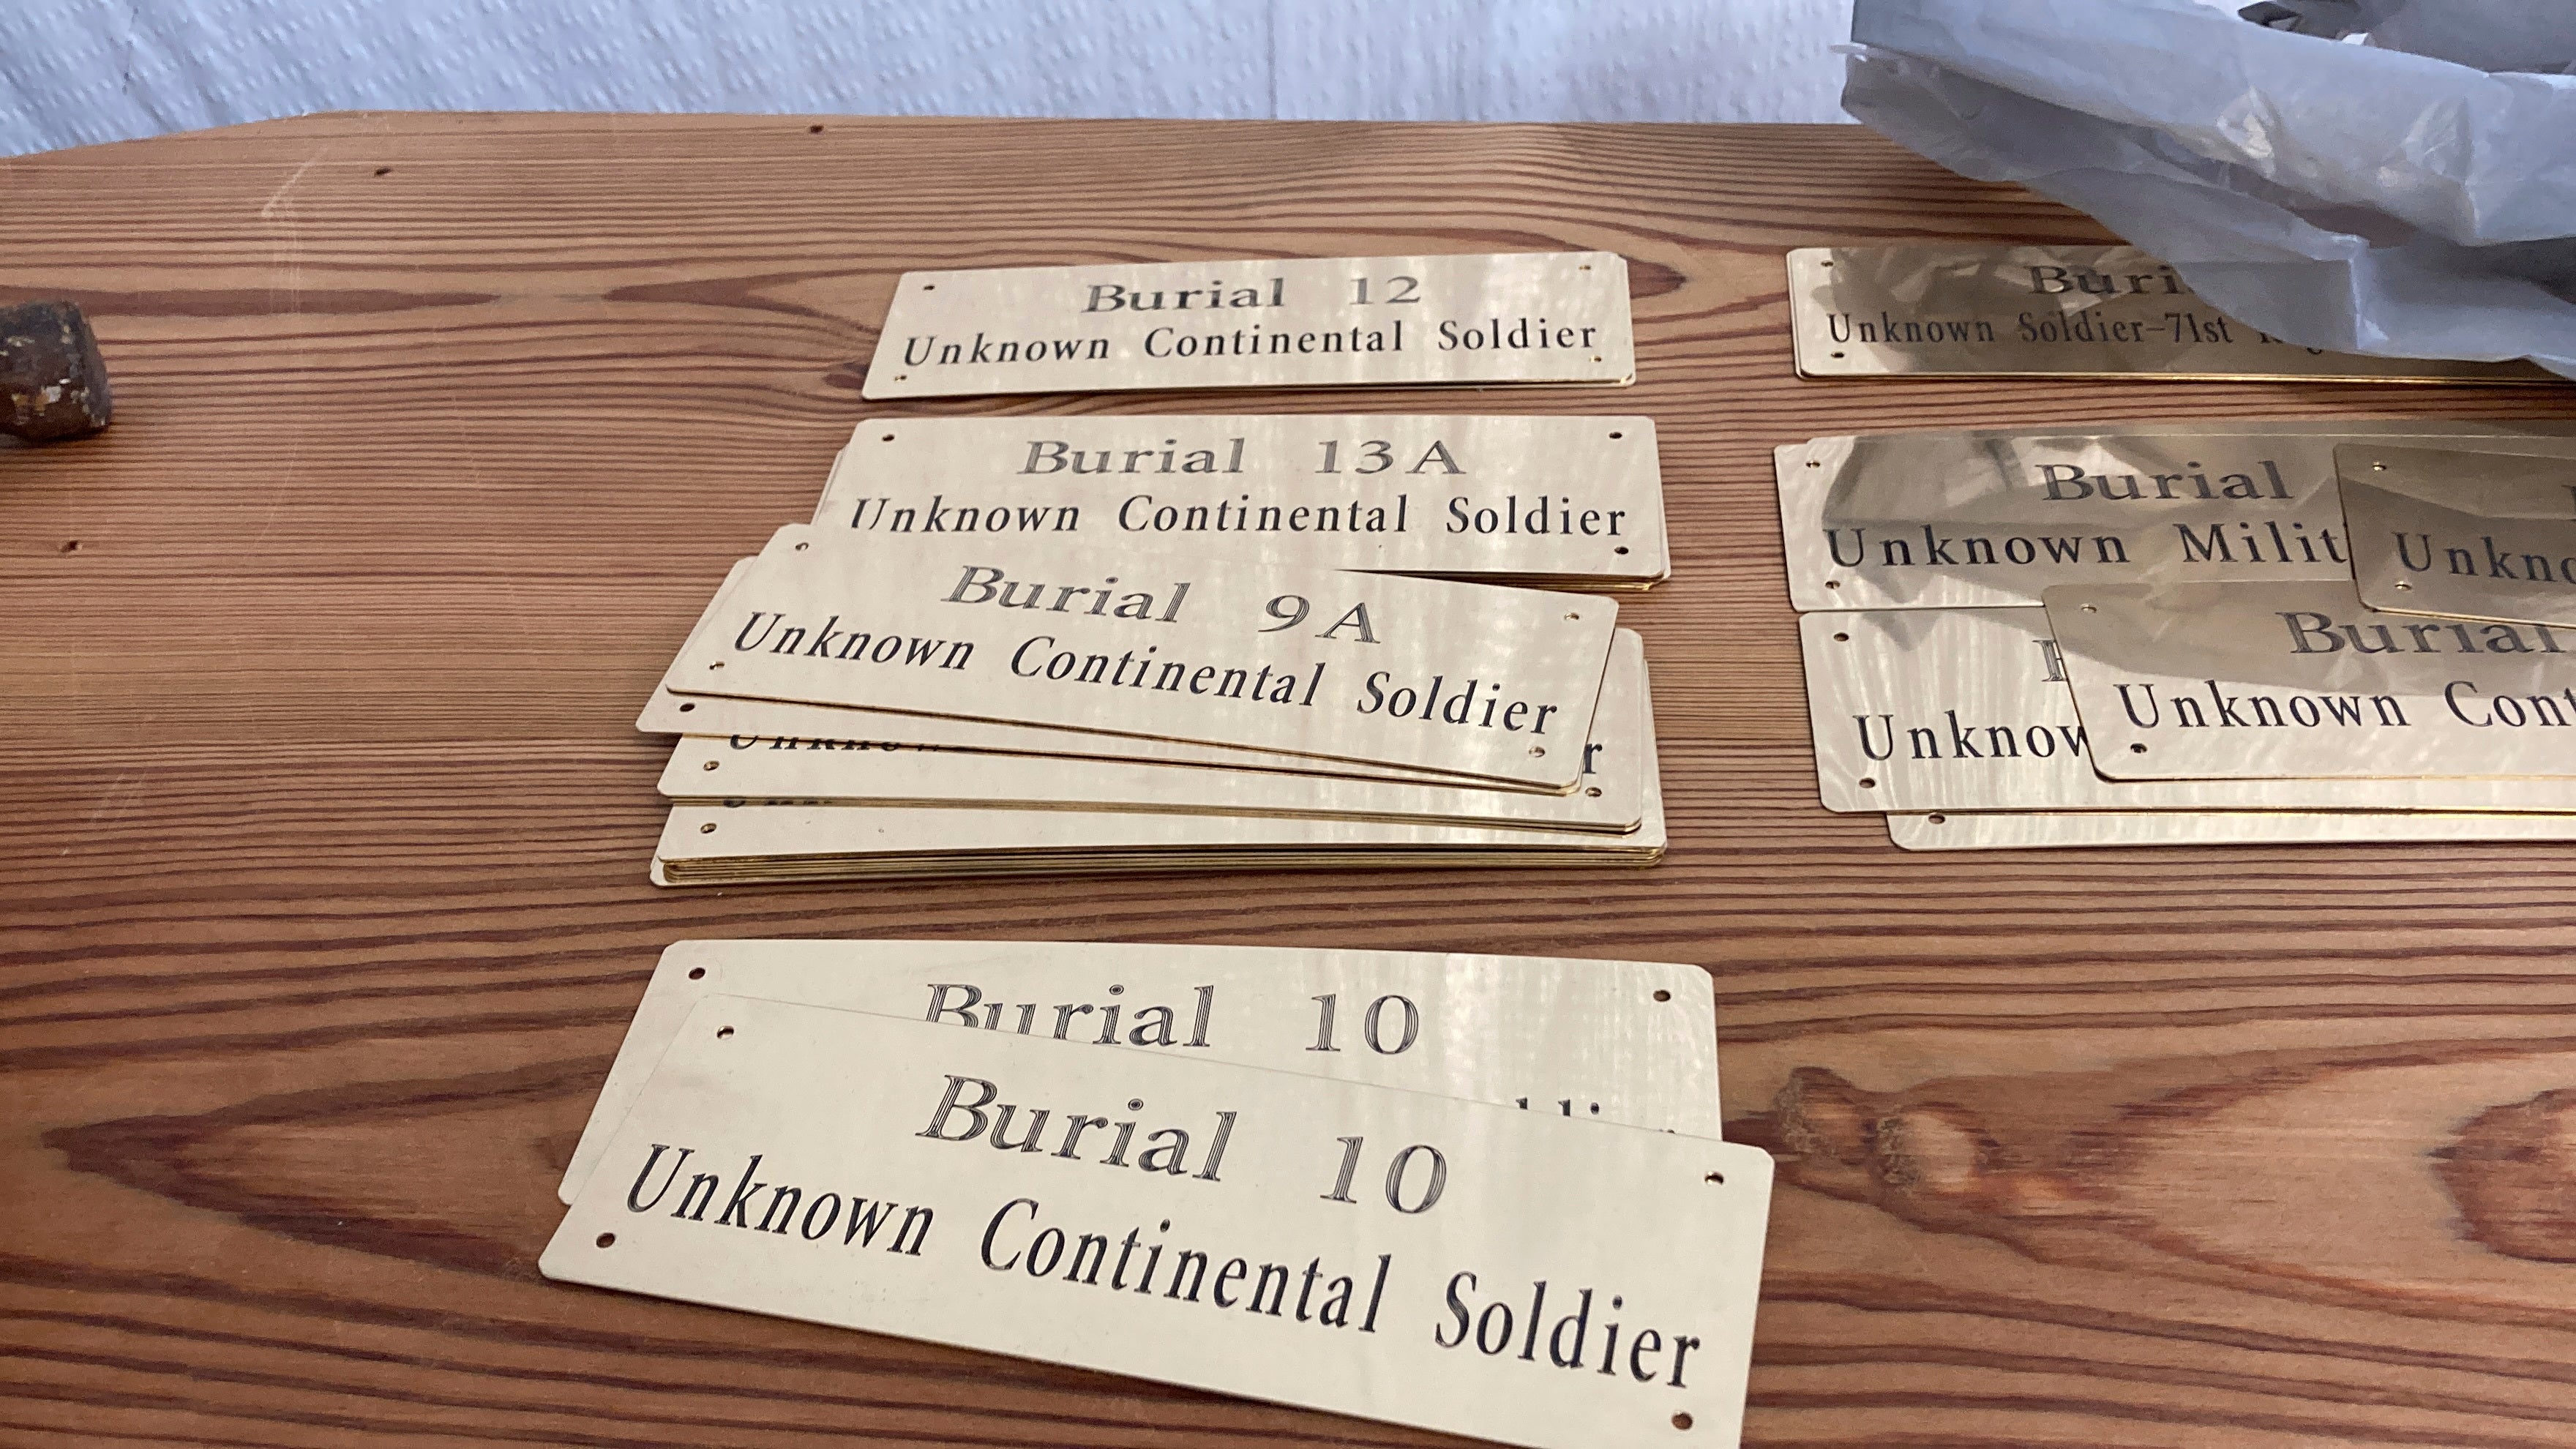 Burial 12
Unknown Continental Soldier
Burial 13A
Unknown Continental Soldier
Burial 9A
Unknown Continental Soldier
Burial 10
Burial 10
Unknown Continental Soldier
Unknown Soldier-71st
Burial
Unknown
Burial
Unknown